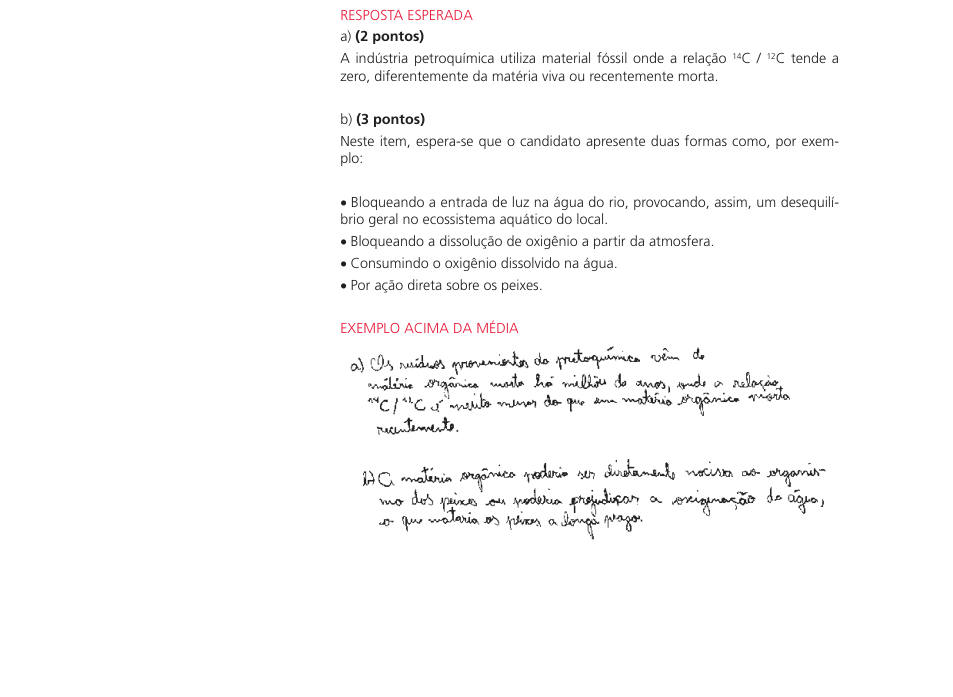 RESPOSTA ESPERADA
a) (2 pontos)
A indústria petroquímica utiliza material fóssil onde a relação ¹⁴C / ¹²C tende a
zero, diferentemente da matéria viva ou recentemente morta.
b) (3 pontos)
Neste item, espera-se que o candidato apresente duas formas como, por exem-
plo:
• Bloqueando a entrada de luz na água do rio, provocando, assim, um desequilí-
brio geral no ecossistema aquático do local.
• Bloqueando a dissolução de oxigênio a partir da atmosfera.
• Consumindo o oxigênio dissolvido na água.
• Por ação direta sobre os peixes.
EXEMPLO ACIMA DA MÉDIA
a) Os resíduos provenientes da petroquímica vêm de
matéria orgânica morta há milhões de anos, onde a relação
¹⁴C / ¹²C é muito menor do que em matéria orgânica morta
recentemente.
b) A matéria orgânica poderia ser diretamente nociva ao organis-
mo dos peixes ou poderia prejudicar a oxigenação da água,
o que mataria os peixes a longo prazo.